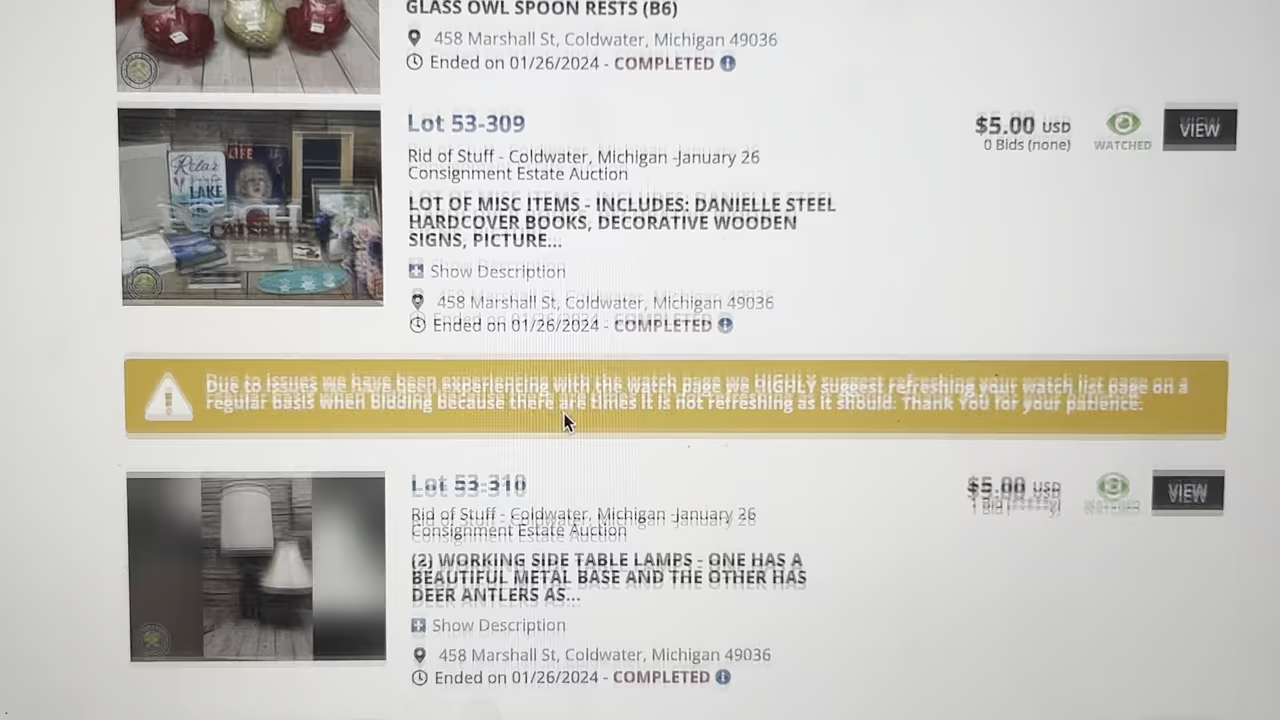 GLASS OWL SPOON RESTS (B6)
458 Marshall St, Coldwater, Michigan 49036
Ended on 01/26/2024 - COMPLETED
Lot 53-309
$5.00 USD
0 Bids (none)
WATCHED
VIEW
Rid of Stuff - Coldwater, Michigan -January 26
Consignment Estate Auction
LOT OF MISC ITEMS - INCLUDES: DANIELLE STEEL
HARDCOVER BOOKS, DECORATIVE WOODEN
SIGNS, PICTURE...
Relax
LAKE
LIFE
Show Description
458 Marshall St, Coldwater, Michigan 49036
Ended on 01/26/2024 - COMPLETED
Due to issues we have been experiencing with the watch page we HIGHLY suggest refreshing your watch list page on a
regular basis when bidding because there are times it is not refreshing as it should. Thank You for your patience.
Lot 53-310
$5.00 USD
1 Bid
WATCHED
VIEW
Rid of Stuff - Coldwater, Michigan -January 26
Consignment Estate Auction
(2) WORKING SIDE TABLE LAMPS - ONE HAS A
BEAUTIFUL METAL BASE AND THE OTHER HAS
DEER ANTLERS AS...
Show Description
458 Marshall St, Coldwater, Michigan 49036
Ended on 01/26/2024 - COMPLETED